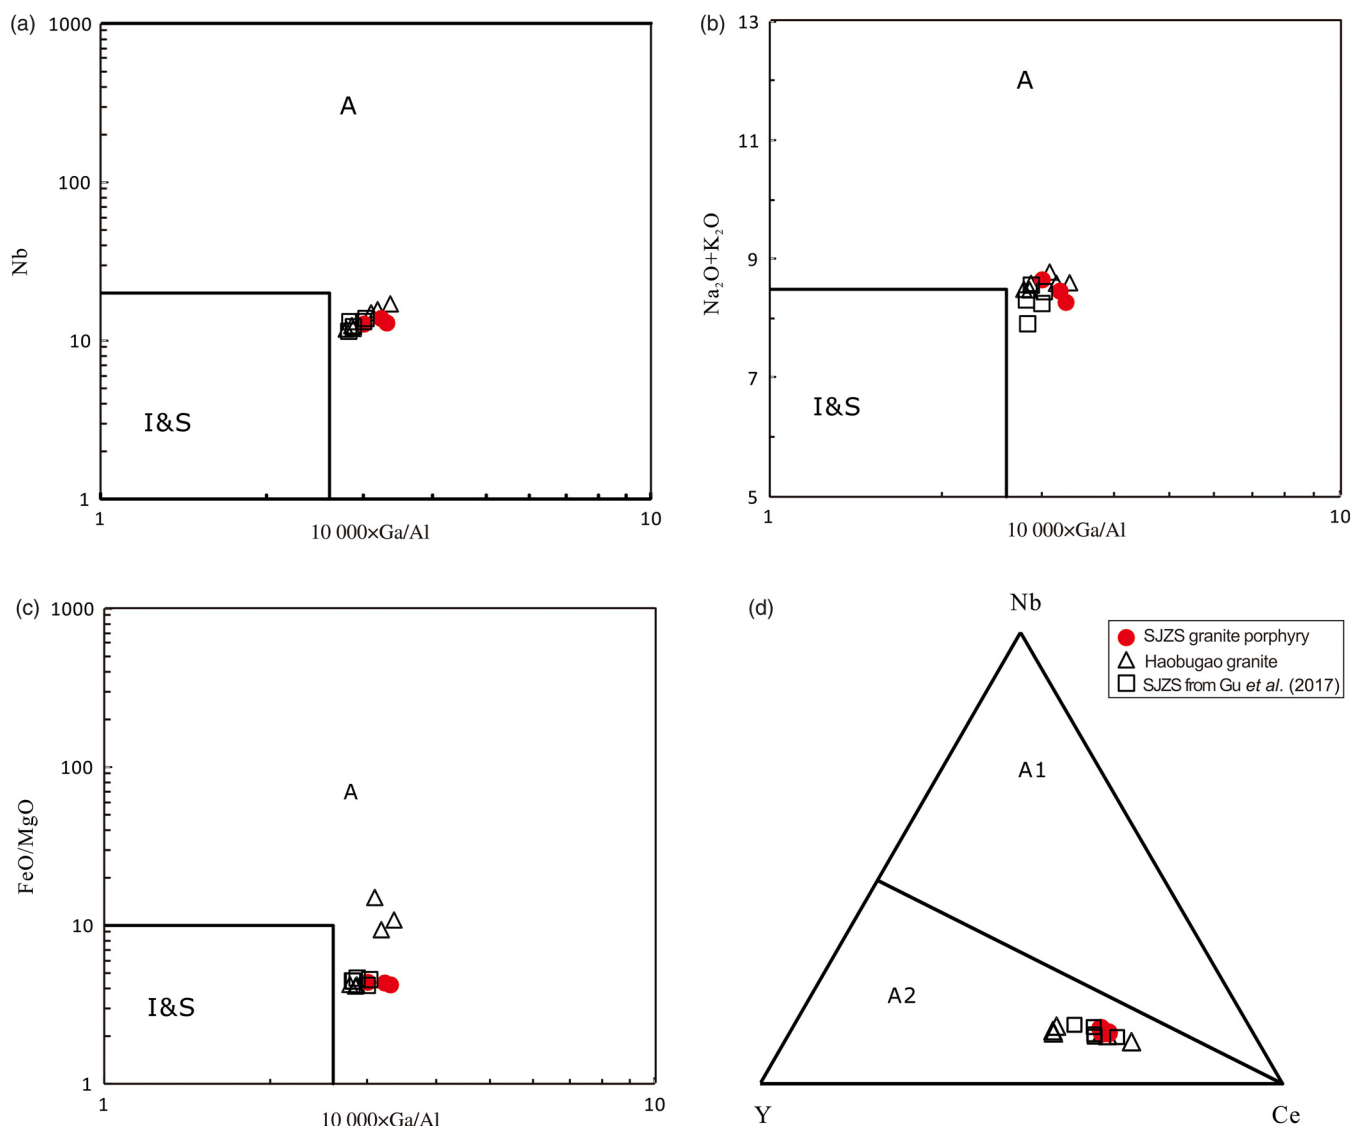 (a)
1000
100
10
1
Nb
A
I&S
1
10
10 000×Ga/Al
(b)
13
11
9
7
5
Na₂O+K₂O
A
I&S
1
10
10 000×Ga/Al
(c)
1000
100
10
1
FeO/MgO
A
I&S
1
10
10 000×Ga/Al
(d)
Nb
SJZS granite porphyry
Haobugao granite
SJZS from Gu et al. (2017)
A1
A2
Y
Ce